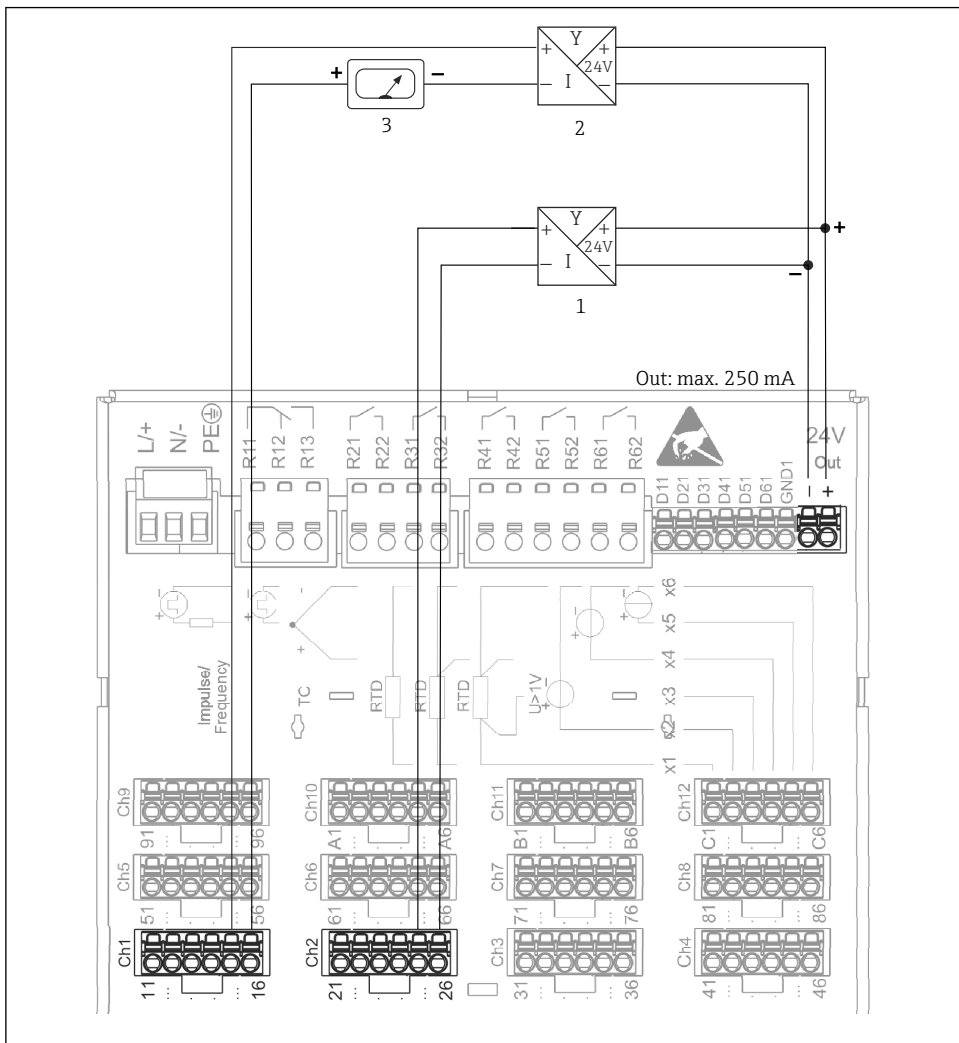 + Y +
24V
− I −
2
+ −
3
+ Y +
24V
− I −
1
+
−
Out: max. 250 mA
L/+ N/- PE R11 R12 R13 R21 R22 R31 R32 R41 R42 R51 R52 R61 R62 D11 D21 D31 D41 D51 D61 GND1
24V
Out
− +
- + - + - + - + - + -
Impulse/
Frequency
TC RTD RTD RTD U>1V
x6
x5
x4
x3
x2
x1
Ch9 Ch10 Ch11 Ch12
91 ... . . ... 96 A1 ... . . ... A6 B1 ... . . ... B6 C1 ... . . ... C6
Ch5 Ch6 Ch7 Ch8
51 ... . . ... 56 61 ... . . ... 66 71 ... . . ... 76 81 ... . . ... 86
Ch1 Ch2 Ch3 Ch4
11 ... . . ... 16 21 ... . . ... 26 31 ... . . ... 36 41 ... . . ... 46